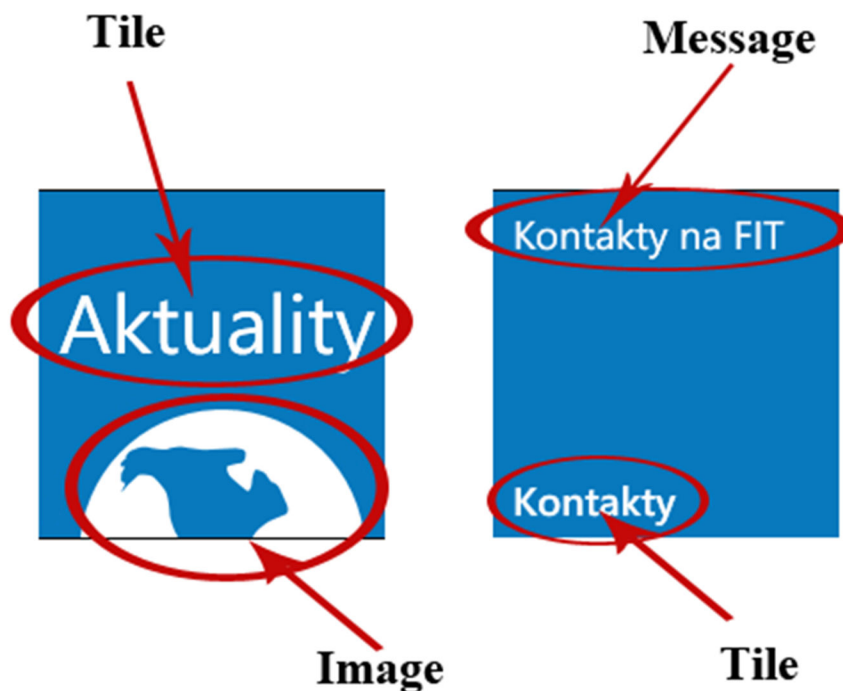 Tile
Message
Kontakty na FIT
Aktuality
Kontakty
Image
Tile